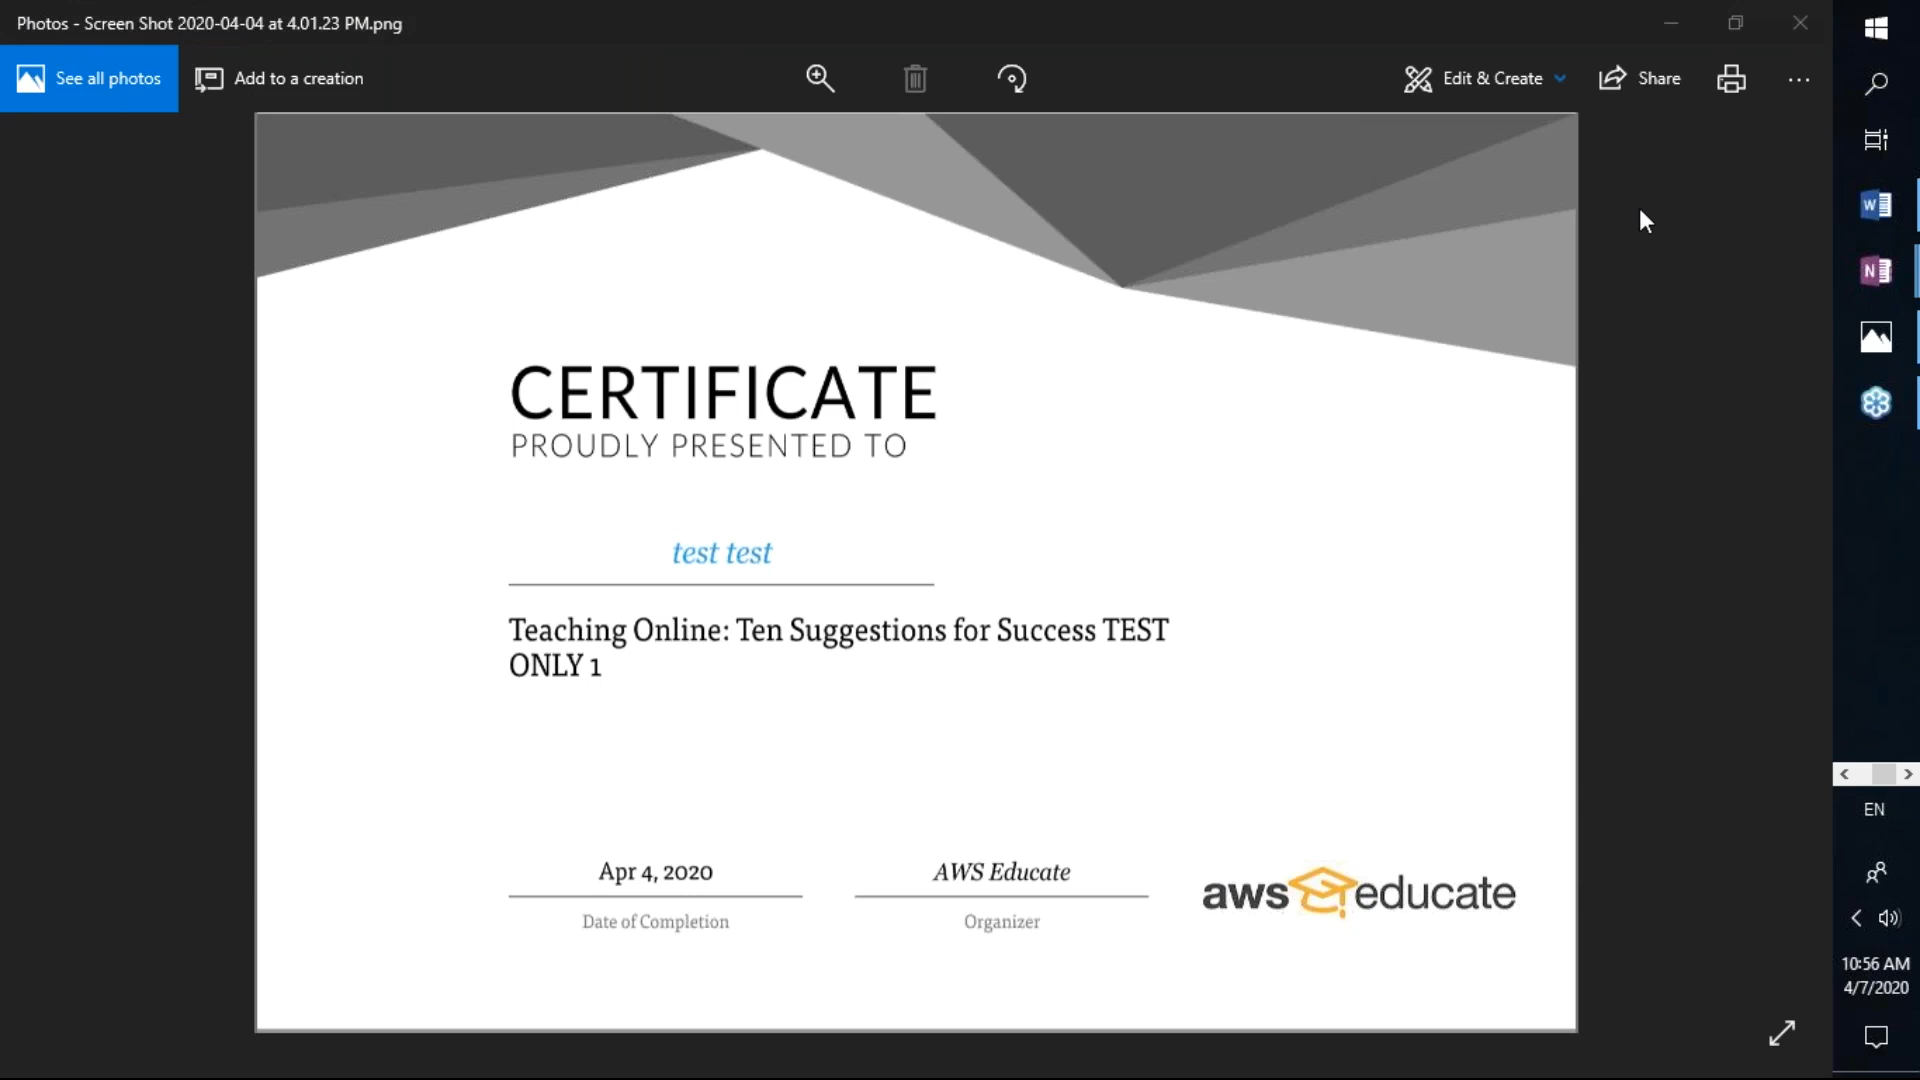 Photos - Screen Shot 2020-04-04 at 4.01.23 PM.png
See all photos
Add to a creation
Edit & Create
Share
CERTIFICATE
PROUDLY PRESENTED TO
test test
Teaching Online: Ten Suggestions for Success TEST
ONLY 1
Apr 4, 2020
Date of Completion
AWS Educate
Organizer
aws educate
W
N
EN
10:56 AM
4/7/2020